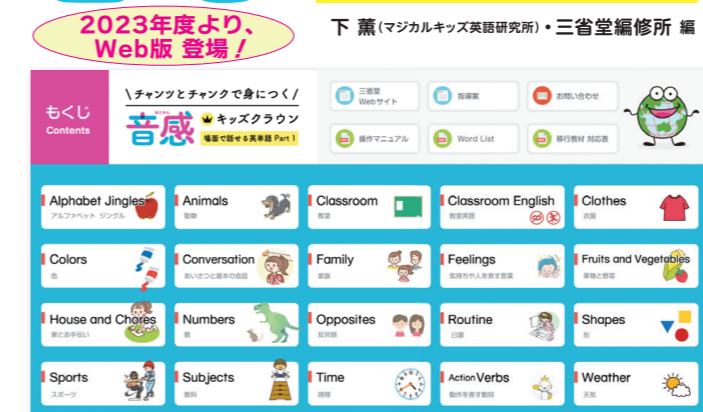 2023年度より、
Web版 登場!
下 薫(マジカルキッズ英語研究所)・三省堂編修所 編
もくじ
Contents
\チャンツとチャンクで身につく/
音感
おんかん
キッズクラウン
場面で話せる英単語 Part 1
三省堂
Webサイト
指導案
お問い合わせ
操作マニュアル
Word List
移行教材 対応表
Alphabet Jingles
アルファベット ジングル
Animals
動物
Classroom
教室
Classroom English
教室英語
Clothes
衣服
Colors
色
Conversation
あいさつと基本の会話
Family
家族
Feelings
気持ちや人を表す言葉
Fruits and Vegetables
果物と野菜
House and Chores
家とお手伝い
Numbers
数
Opposites
反対語
Routine
日課
Shapes
形
Sports
スポーツ
Subjects
教科
Time
時間
Action Verbs
動作を表す動詞
Weather
天気